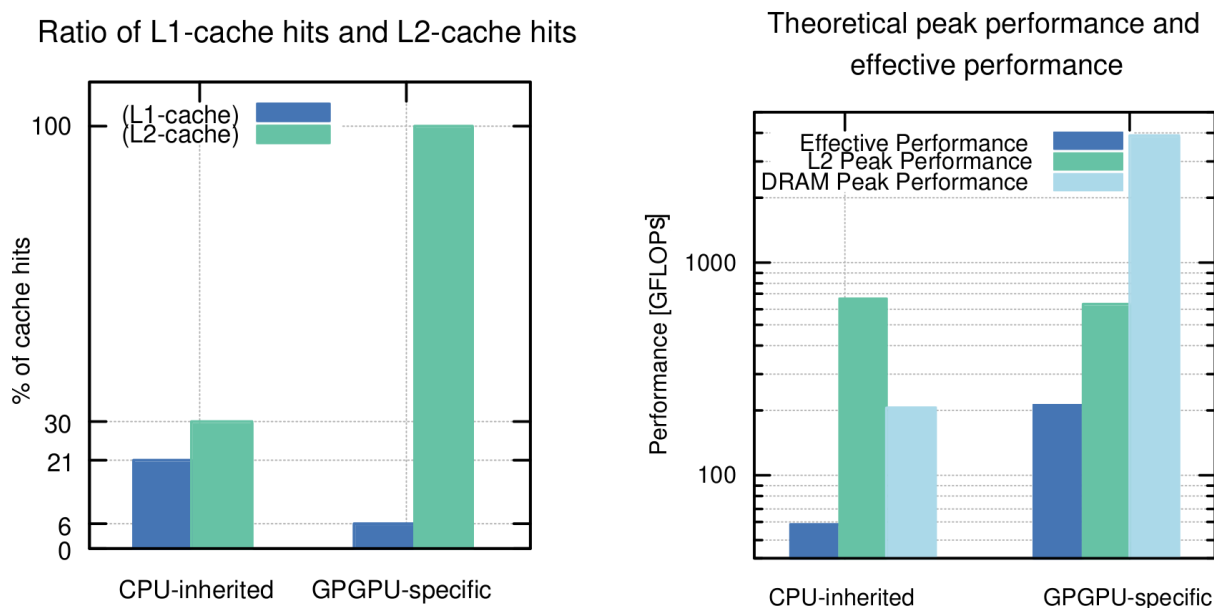 Ratio of L1-cache hits and L2-cache hits
(L1-cache)
(L2-cache)
% of cache hits
100
30
21
6
0
CPU-inherited
GPGPU-specific
Theoretical peak performance and
effective performance
Effective Performance
L2 Peak Performance
DRAM Peak Performance
Performance [GFLOPS]
1000
100
CPU-inherited
GPGPU-specific